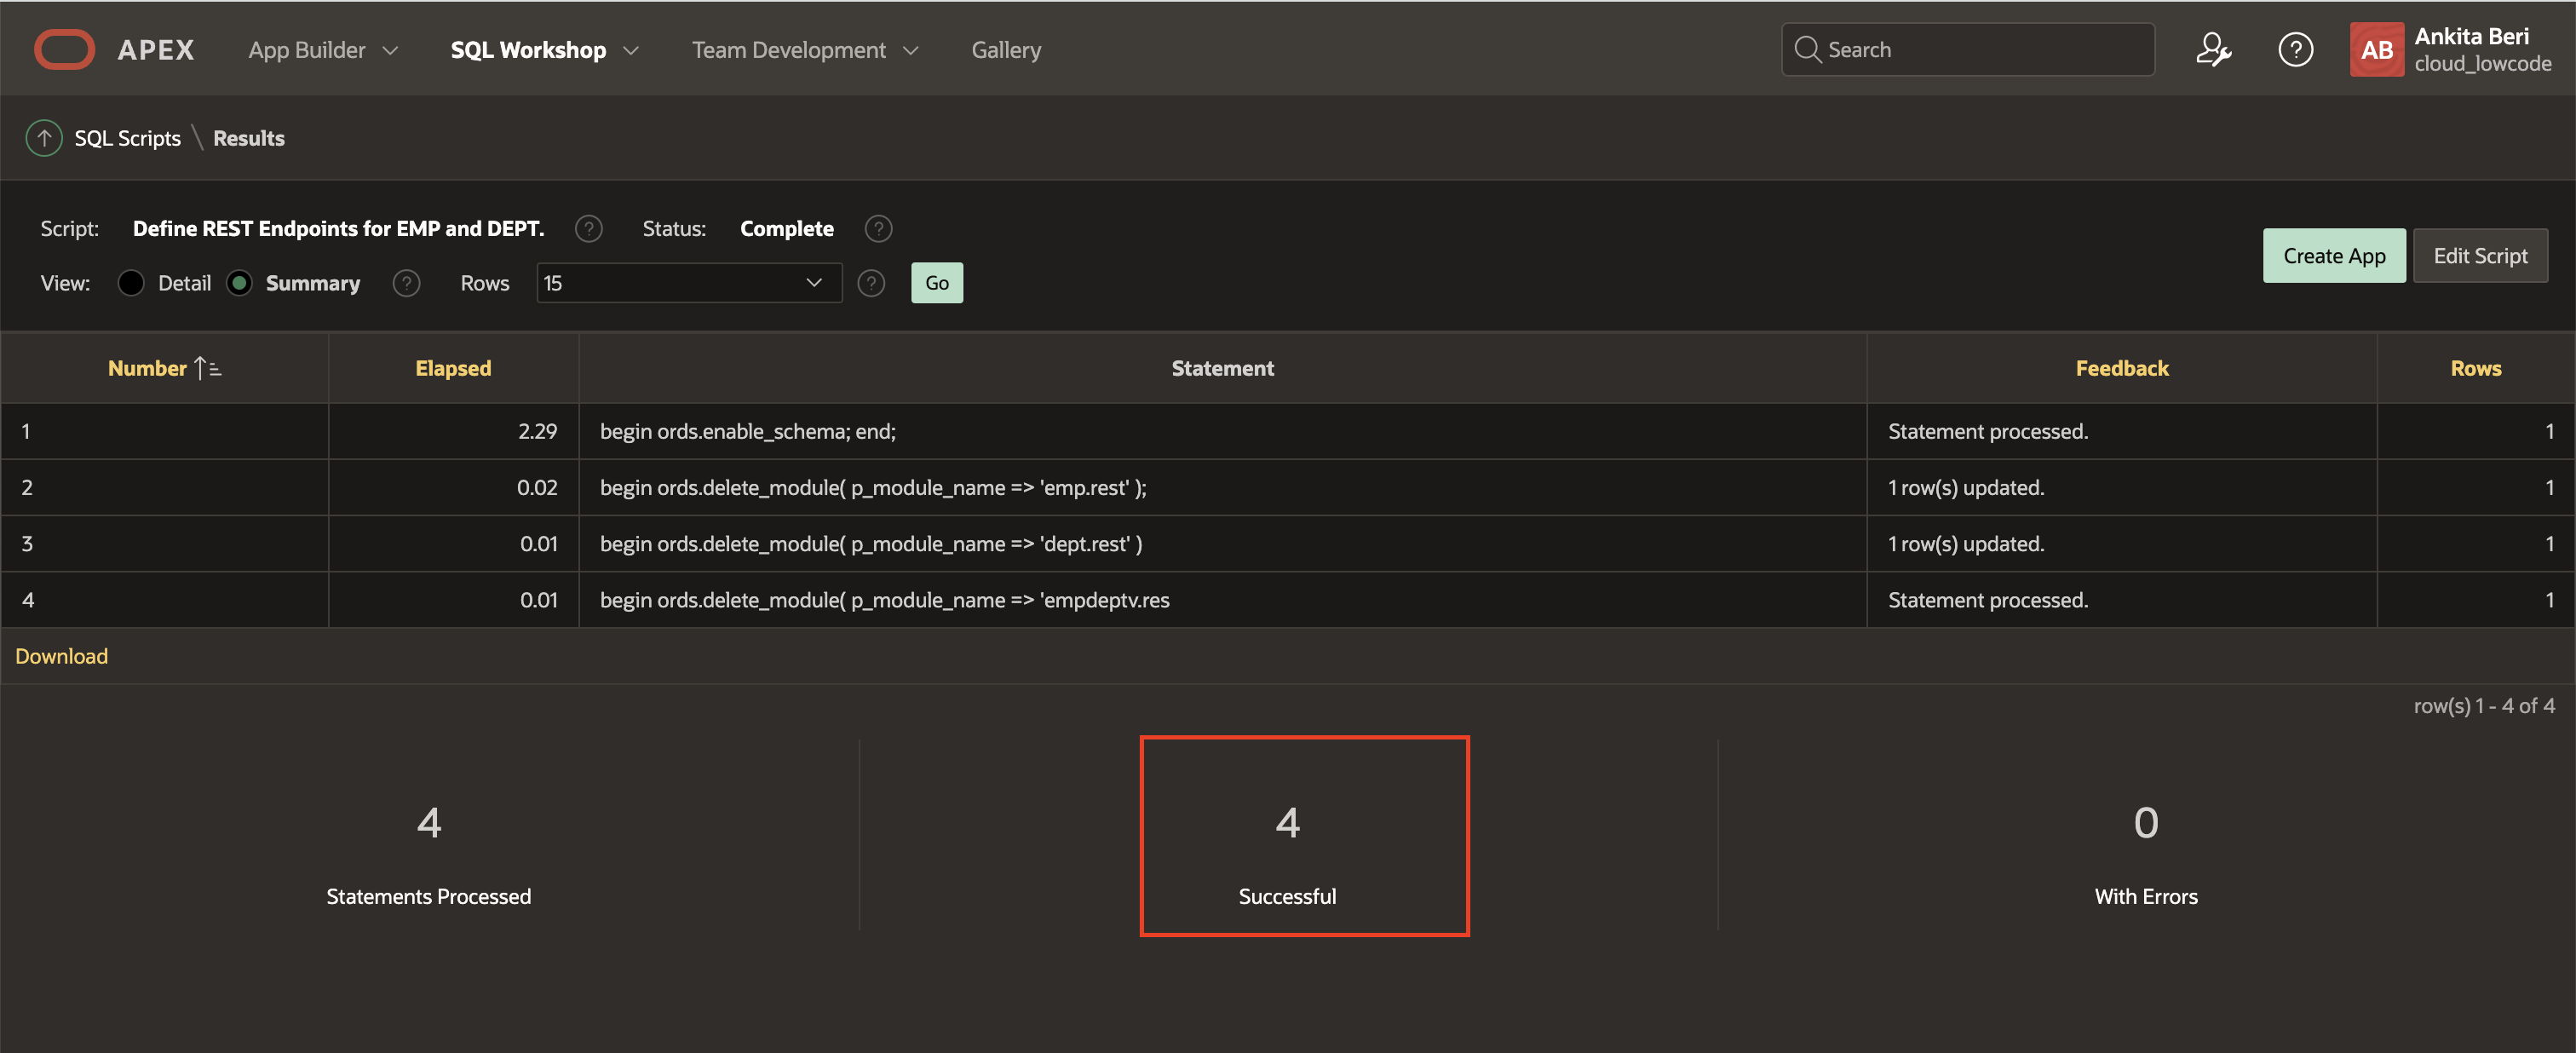 APEX App Builder SQL Workshop Team Development Gallery Search ? AB Ankita Beri
cloud_lowcode
SQL Scripts \ Results
Script: Define REST Endpoints for EMP and DEPT. ? Status: Complete ?
View: Detail Summary ? Rows 15 ? Go Create App Edit Script
Number Elapsed Statement Feedback Rows
1 2.29 begin ords.enable_schema; end; Statement processed. 1
2 0.02 begin ords.delete_module( p_module_name => 'emp.rest' ); 1 row(s) updated. 1
3 0.01 begin ords.delete_module( p_module_name => 'dept.rest' ) 1 row(s) updated. 1
4 0.01 begin ords.delete_module( p_module_name => 'empdeptv.res Statement processed. 1
Download
row(s) 1 - 4 of 4
4 4 0
Statements Processed Successful With Errors